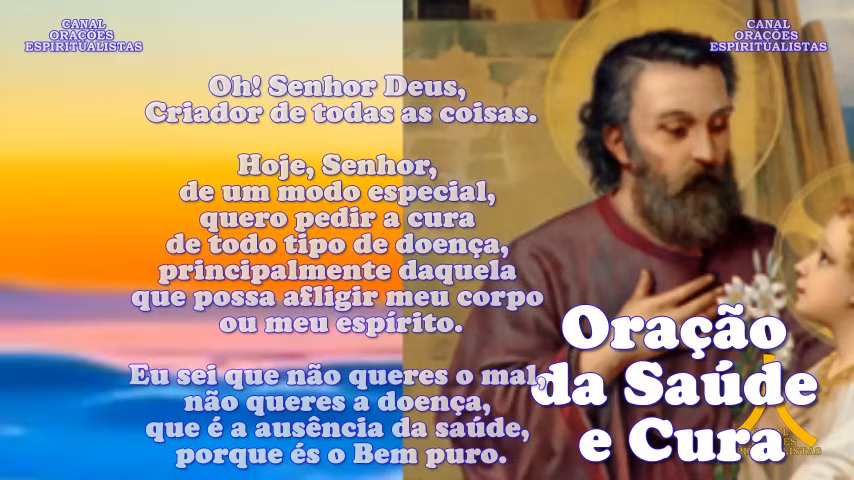 CANAL
ORAÇÕES
ESPIRITUALISTAS
CANAL
ORAÇÕES
ESPIRITUALISTAS
Oh! Senhor Deus,
Criador de todas as coisas.
Hoje, Senhor,
de um modo especial,
quero pedir a cura
de todo tipo de doença,
principalmente daquela
que possa afligir meu corpo
ou meu espírito.
Eu sei que não queres o mal,
não queres a doença,
que é a ausência da saúde,
porque és o Bem puro.
Oração
da Saúde
e Cura